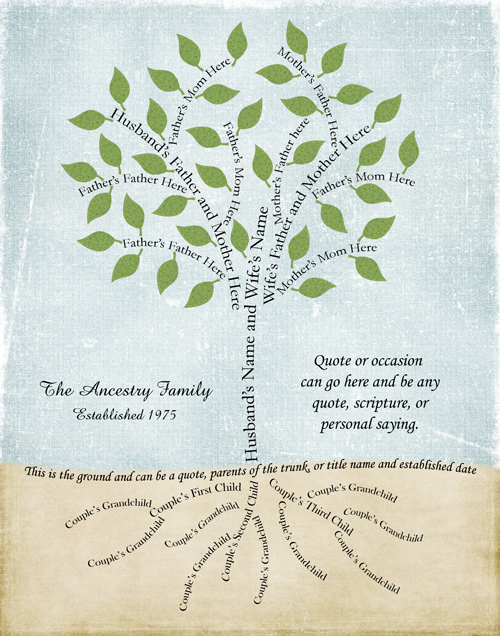 Father's Mom Here
Mother's Father Here
Husband's Father and Mother Here
Father's Mom Here
Mother's Father here
Wife's Father and Mother Here
Father's Father Here
Father's Mom Here
Father's Father Here
Mother's Mom Here
Husband's Name and Wife's Name
The Ancestry Family
Established 1975
Quote or occasion
can go here and be any
quote, scripture, or
personal saying.
This is the ground and can be a quote, parents of the trunk, or title name and established date
Couple's First Child
Couple's Grandchild
Couple's Grandchild
Couple's Grandchild
Couple's Second Child
Couple's Grandchild
Couple's Grandchild
Couple's Third Child
Couple's Grandchild
Couple's Grandchild
Couple's Grandchild
Couple's Grandchild